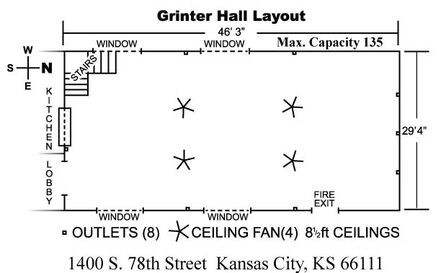 Grinter Hall Layout
46' 3"
W
S N
E
WINDOW
WINDOW
Max. Capacity 135
STAIRS
KITCHEN
LOBBY
29'4"
FIRE
EXIT
WINDOW
WINDOW
OUTLETS (8) CEILING FAN(4) 8½ft CEILINGS
1400 S. 78th Street Kansas City, KS 66111